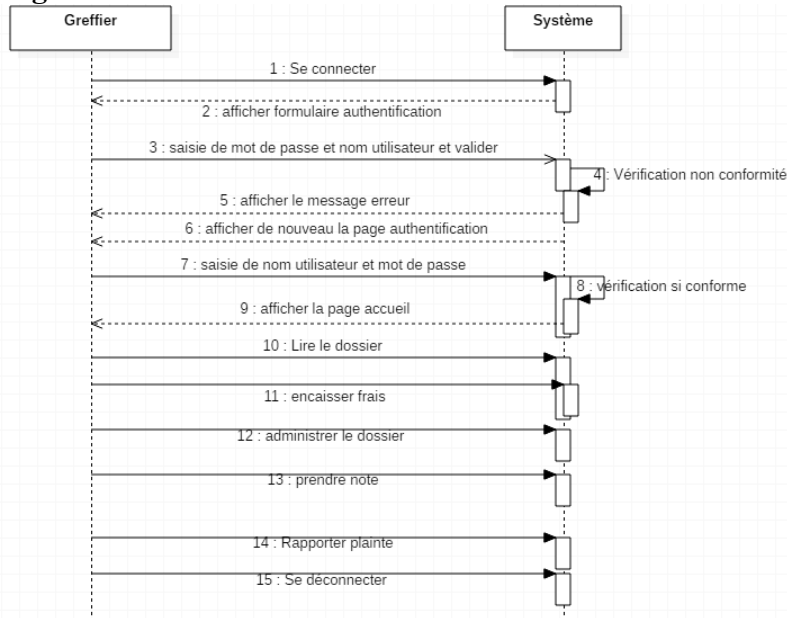 Greffier
Système
1 : Se connecter
2 : afficher formulaire authentification
3 : saisie de mot de passe et nom utilisateur et valider
4 : Vérification non conformité
5 : afficher le message erreur
6 : afficher de nouveau la page authentification
7 : saisie de nom utilisateur et mot de passe
8 : vérification si conforme
9 : afficher la page accueil
10 : Lire le dossier
11 : encaisser frais
12 : administrer le dossier
13 : prendre note
14 : Rapporter plainte
15 : Se déconnecter